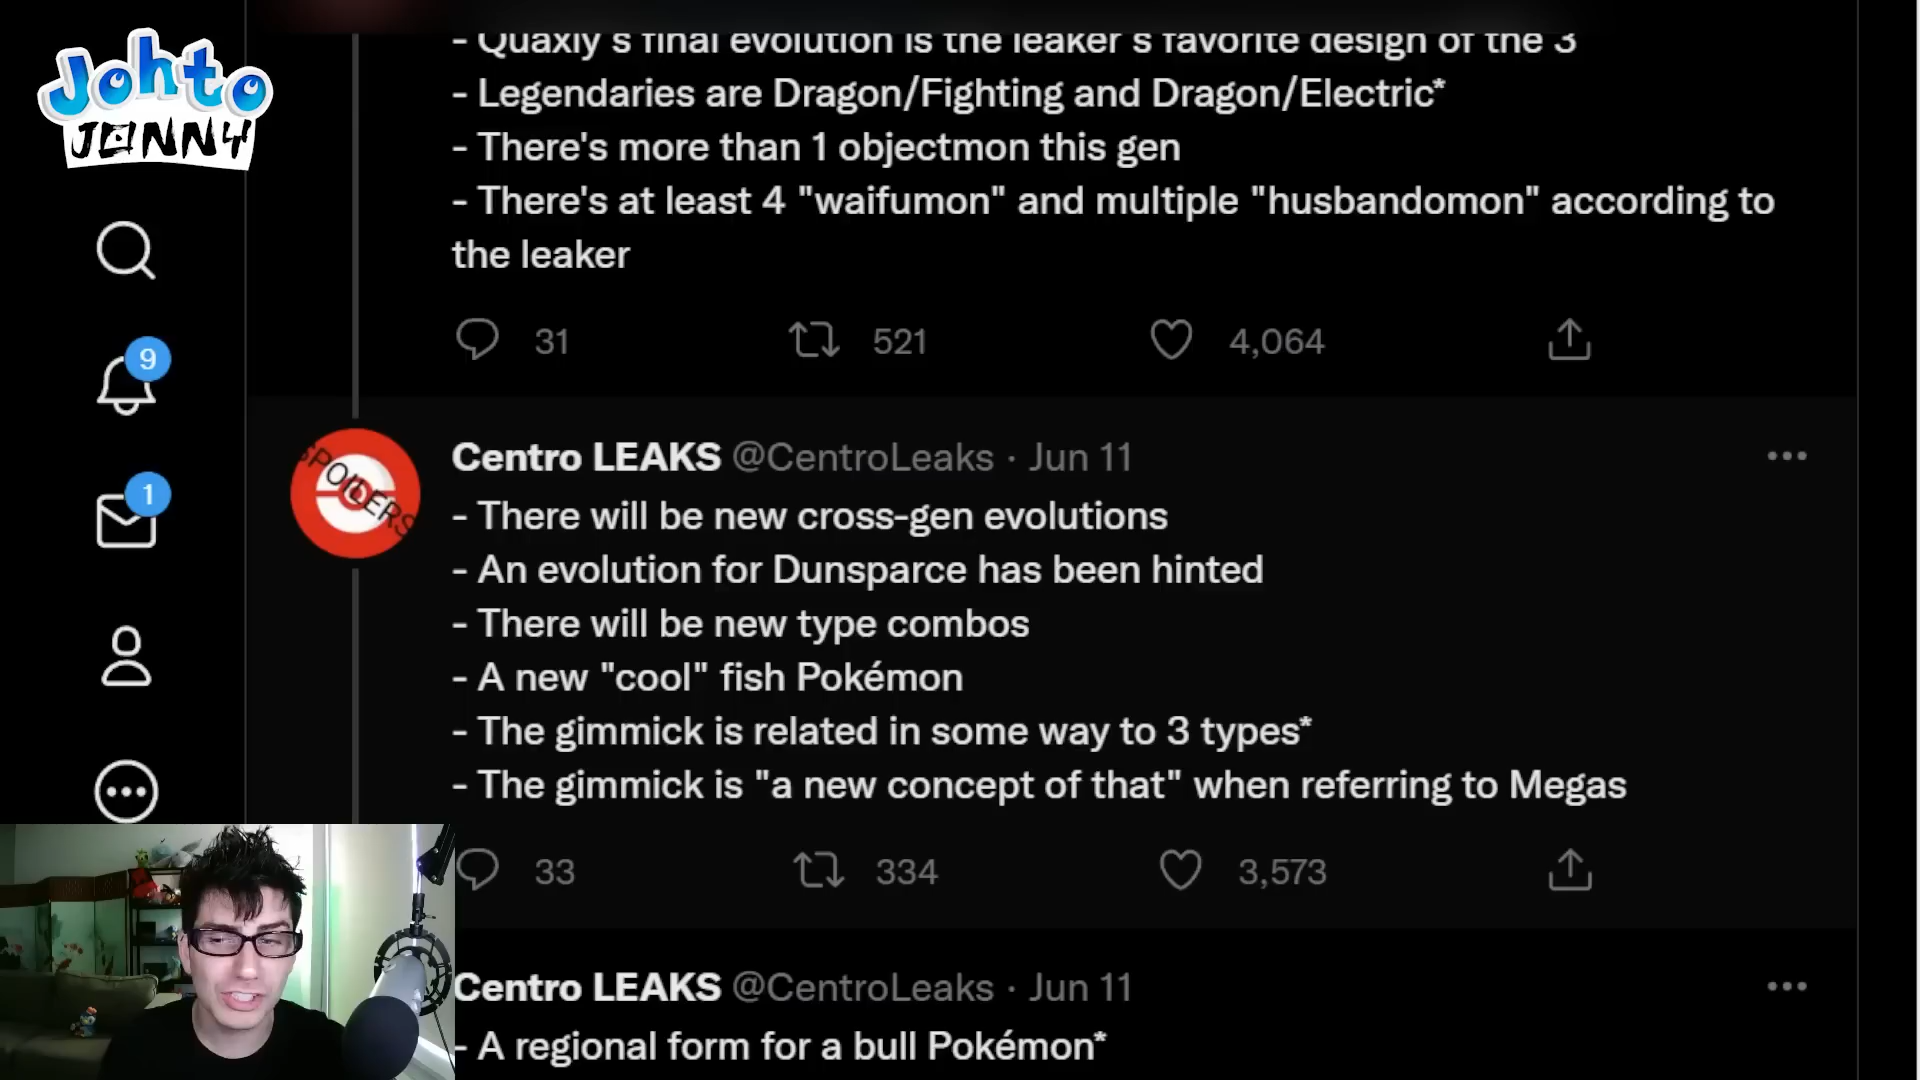 Johto
JONNY
- Quaxly's final evolution is the leaker's favorite design of the 3
- Legendaries are Dragon/Fighting and Dragon/Electric*
- There's more than 1 objectmon this gen
- There's at least 4 "waifumon" and multiple "husbandomon" according to
the leaker
31 521 4,064
9
Centro LEAKS @CentroLeaks · Jun 11
SPOILERS
- There will be new cross-gen evolutions
1
- An evolution for Dunsparce has been hinted
- There will be new type combos
- A new "cool" fish Pokémon
- The gimmick is related in some way to 3 types*
- The gimmick is "a new concept of that" when referring to Megas
33 334 3,573
Centro LEAKS @CentroLeaks · Jun 11
- A regional form for a bull Pokémon*